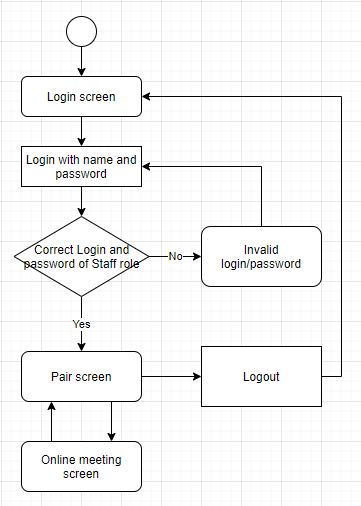 Login screen
Login with name and
password
Correct Login and
password of Staff role
No
Invalid
login/password
Yes
Pair screen
Logout
Online meeting
screen